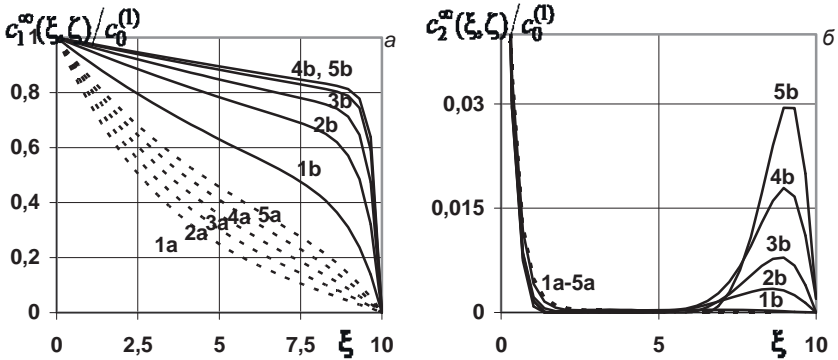 c₁^∞(ξ,ζ)/c₀^(1)
а
1
0,8
0,6
0,4
0,2
0
4b, 5b
3b
2b
1b
1a 2a 3a 4a 5a
0 2,5 5 7,5 ξ 10
c₂^∞(ξ,ζ)/c₀^(1)
б
0,03
0,015
0
5b
4b
3b
2b
1b
1a-5a
0 5 ξ 10